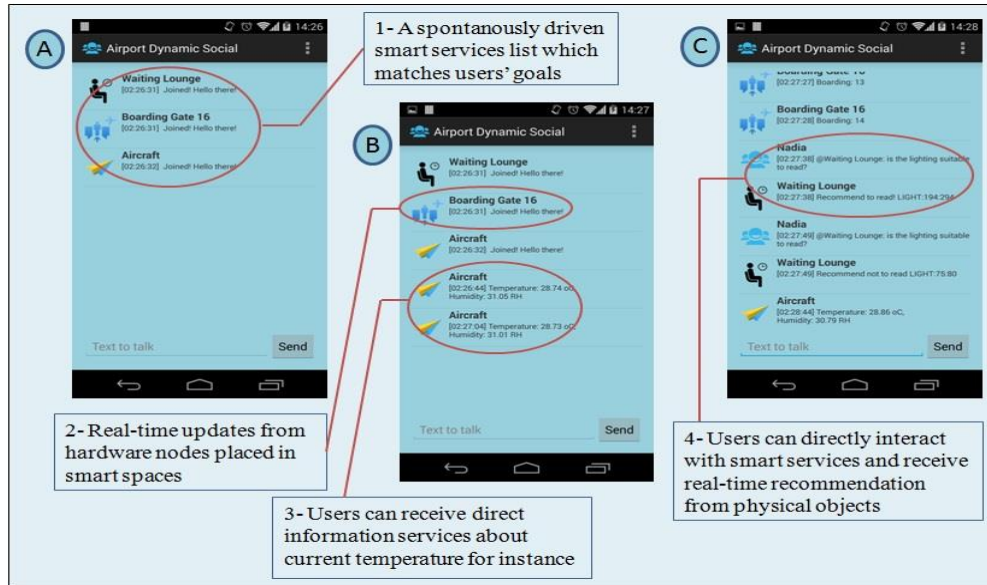 A
14:26
Airport Dynamic Social
Waiting Lounge
[02:26:31] Joined! Hello there!
Boarding Gate 16
[02:26:31] Joined! Hello there!
Aircraft
[02:26:32] Joined! Hello there!
Text to talk
Send
1- A spontanously driven
smart services list which
matches users' goals
B
14:27
Airport Dynamic Social
Waiting Lounge
[02:26:31] Joined! Hello there!
Boarding Gate 16
[02:26:31] Joined! Hello there!
Aircraft
[02:26:32] Joined! Hello there!
Aircraft
[02:26:44] Temperature: 28.74 oC,
Humidity: 31.05 RH
Aircraft
[02:27:04] Temperature: 28.73 oC,
Humidity: 31.01 RH
Text to talk
Send
C
14:28
Airport Dynamic Social
Boarding Gate 16
[02:27:27] Boarding: 13
Boarding Gate 16
[02:27:28] Boarding: 14
Nadia
[02:27:38] @Waiting Lounge: is the lighting suitable
to read?
Waiting Lounge
[02:27:38] Recommend to read! LIGHT:194:294
Nadia
[02:27:49] @Waiting Lounge: is the lighting suitable
to read?
Waiting Lounge
[02:27:49] Recommend not to read LIGHT:75:80
Aircraft
[02:28:44] Temperature: 28.86 oC,
Humidity: 30.79 RH
Text to talk
Send
2- Real-time updates from
hardware nodes placed in
smart spaces
3- Users can receive direct
information services about
current temperature for instance
4- Users can directly interact
with smart services and receive
real-time recommendation
from physical objects